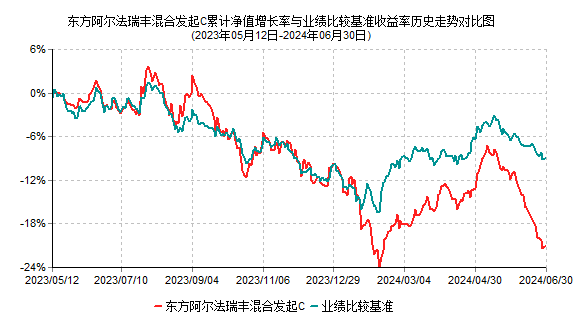 东方阿尔法瑞丰混合发起C累计净值增长率与业绩比较基准收益率历史走势对比图
(2023年05月12日-2024年06月30日)
6%
0%
-6%
-12%
-18%
-24%
2023/05/12 2023/07/10 2023/09/04 2023/11/06 2023/12/29 2024/03/04 2024/04/30 2024/06/30
东方阿尔法瑞丰混合发起C 业绩比较基准